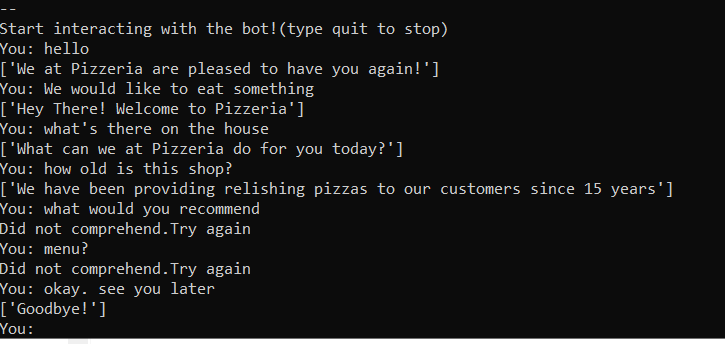 --
Start interacting with the bot!(type quit to stop)
You: hello
['We at Pizzeria are pleased to have you again!']
You: We would like to eat something
['Hey There! Welcome to Pizzeria']
You: what's there on the house
['What can we at Pizzeria do for you today?']
You: how old is this shop?
['We have been providing relishing pizzas to our customers since 15 years']
You: what would you recommend
Did not comprehend.Try again
You: menu?
Did not comprehend.Try again
You: okay. see you later
['Goodbye!']
You: